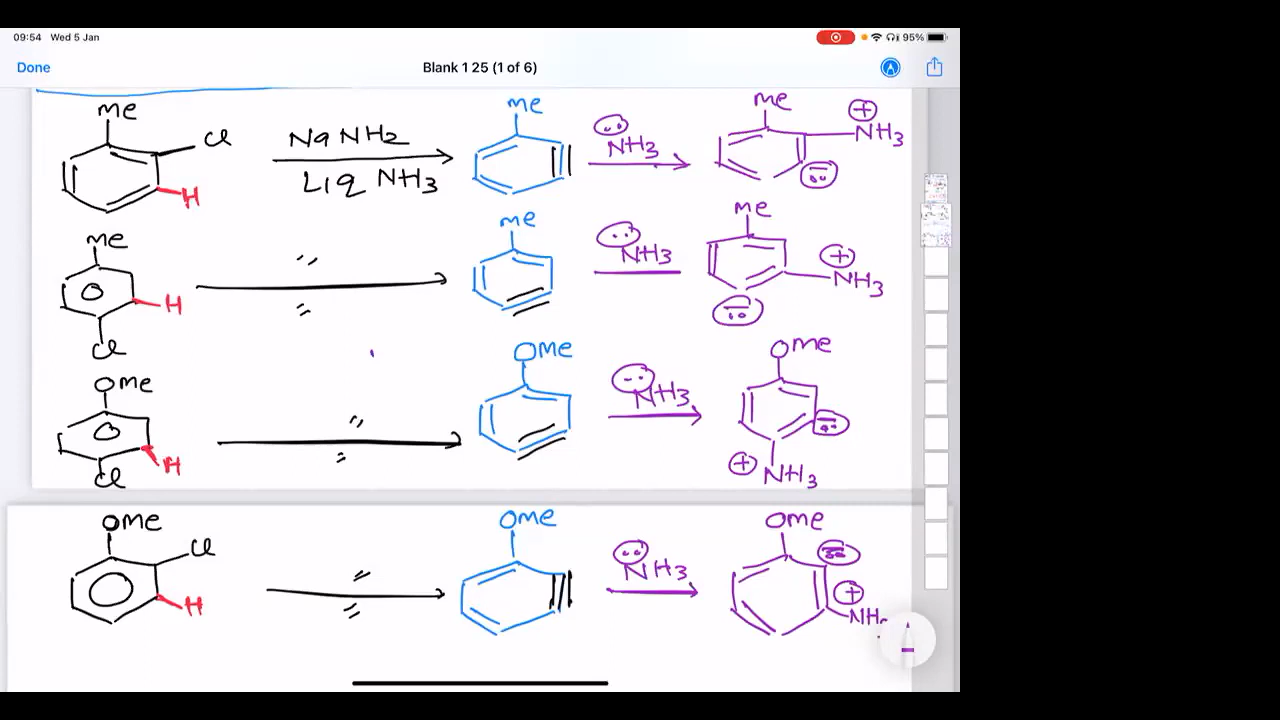 09:54 Wed 5 Jan 95%
Done Blank 1 25 (1 of 6)
Me Cl H
NaNH2
Liq NH3
Me
NH3
Me + NH3
Me H Cl
〃
〃
Me
NH3
Me + NH3
OMe H Cl
〃
〃
OMe
NH3
OMe + NH3
OMe Cl H
〃
〃
OMe
NH3
OMe + NH